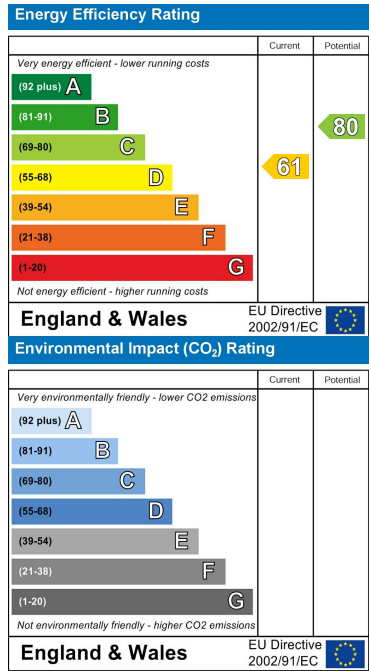 Energy Efficiency Rating
Current Potential
Very energy efficient - lower running costs
(92 plus) A
(81-91) B
(69-80) C
(55-68) D
(39-54) E
(21-38) F
(1-20) G
61
80
Not energy efficient - higher running costs
England & Wales
EU Directive
2002/91/EC
Environmental Impact (CO₂) Rating
Current Potential
Very environmentally friendly - lower CO2 emissions
(92 plus) A
(81-91) B
(69-80) C
(55-68) D
(39-54) E
(21-38) F
(1-20) G
Not environmentally friendly - higher CO2 emissions
England & Wales
EU Directive
2002/91/EC